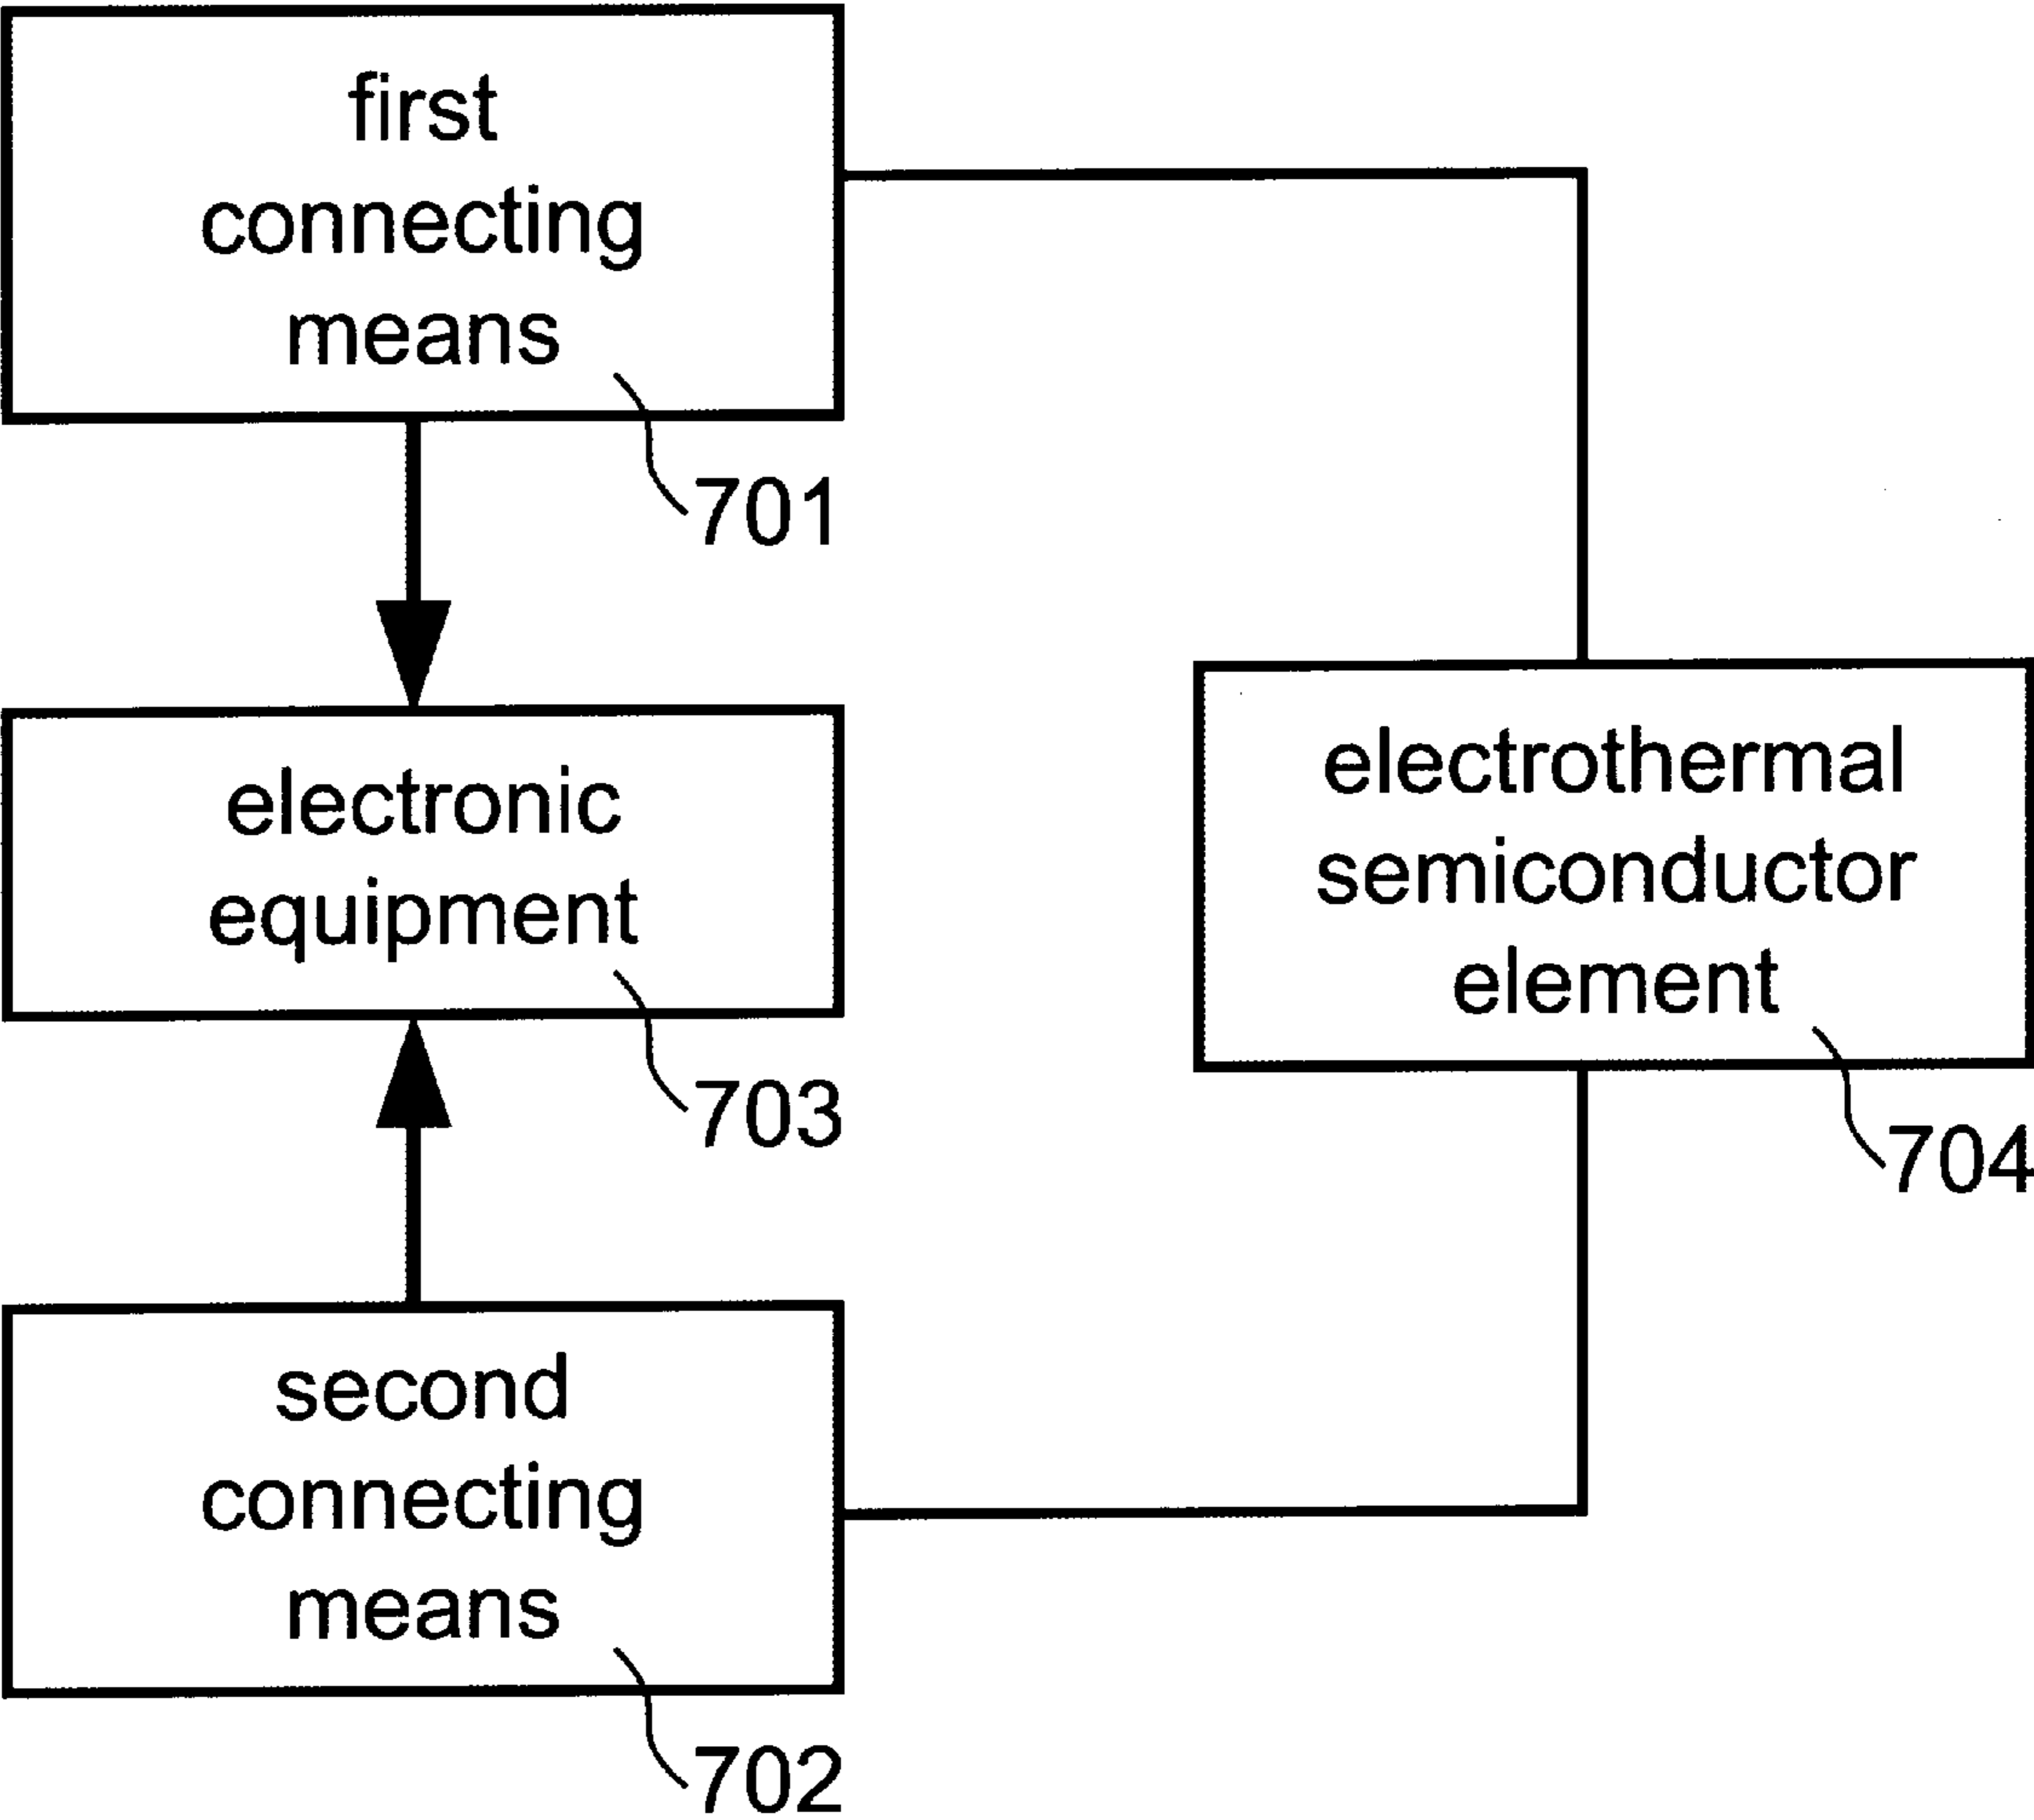 first
connecting
means
701
electronic
equipment
703
electrothermal
semiconductor
element
704
second
connecting
means
702